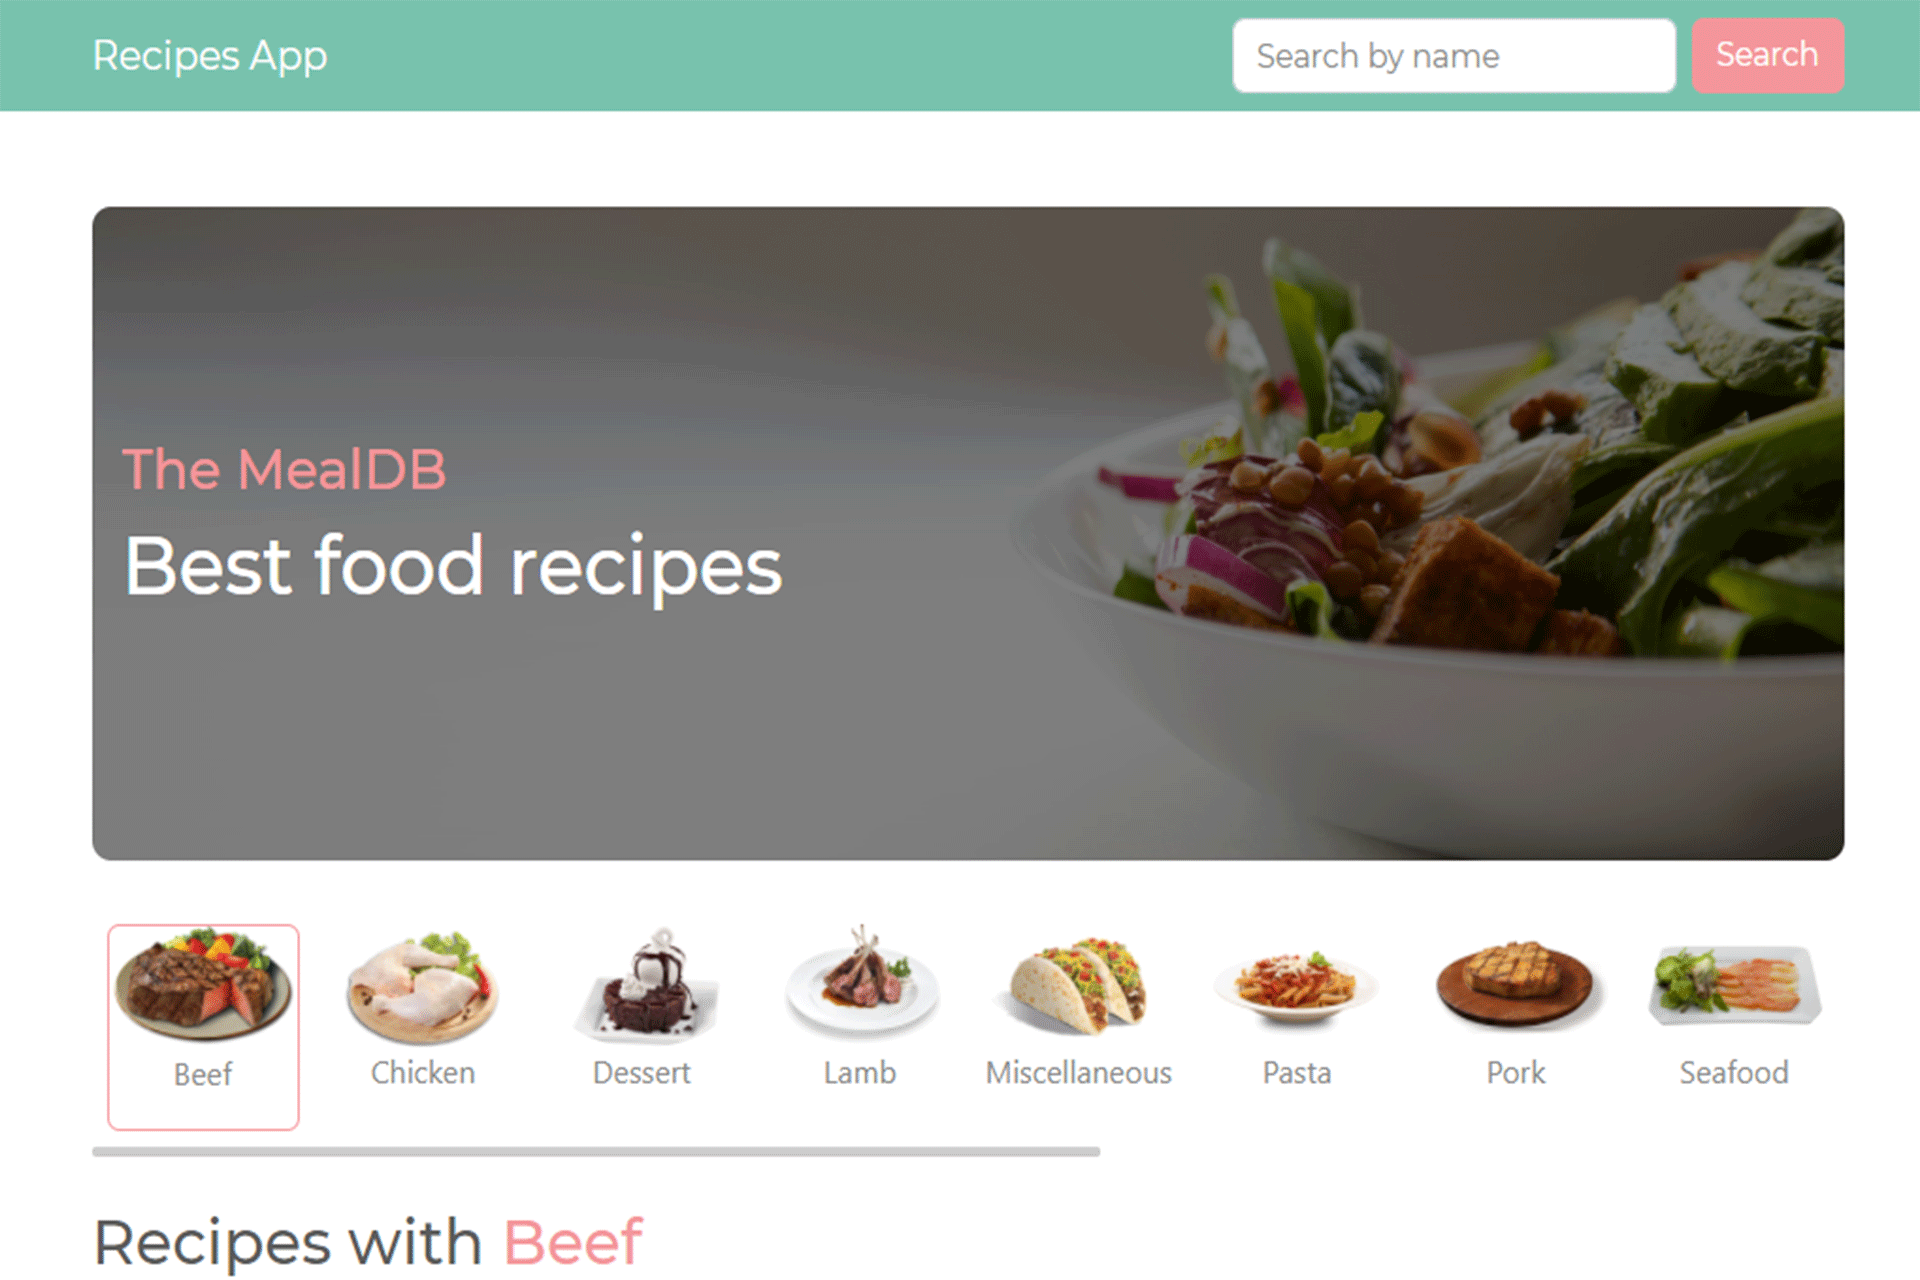 Recipes App
Search by name
Search
The MealDB
Best food recipes
Beef
Chicken
Dessert
Lamb
Miscellaneous
Pasta
Pork
Seafood
Recipes with Beef